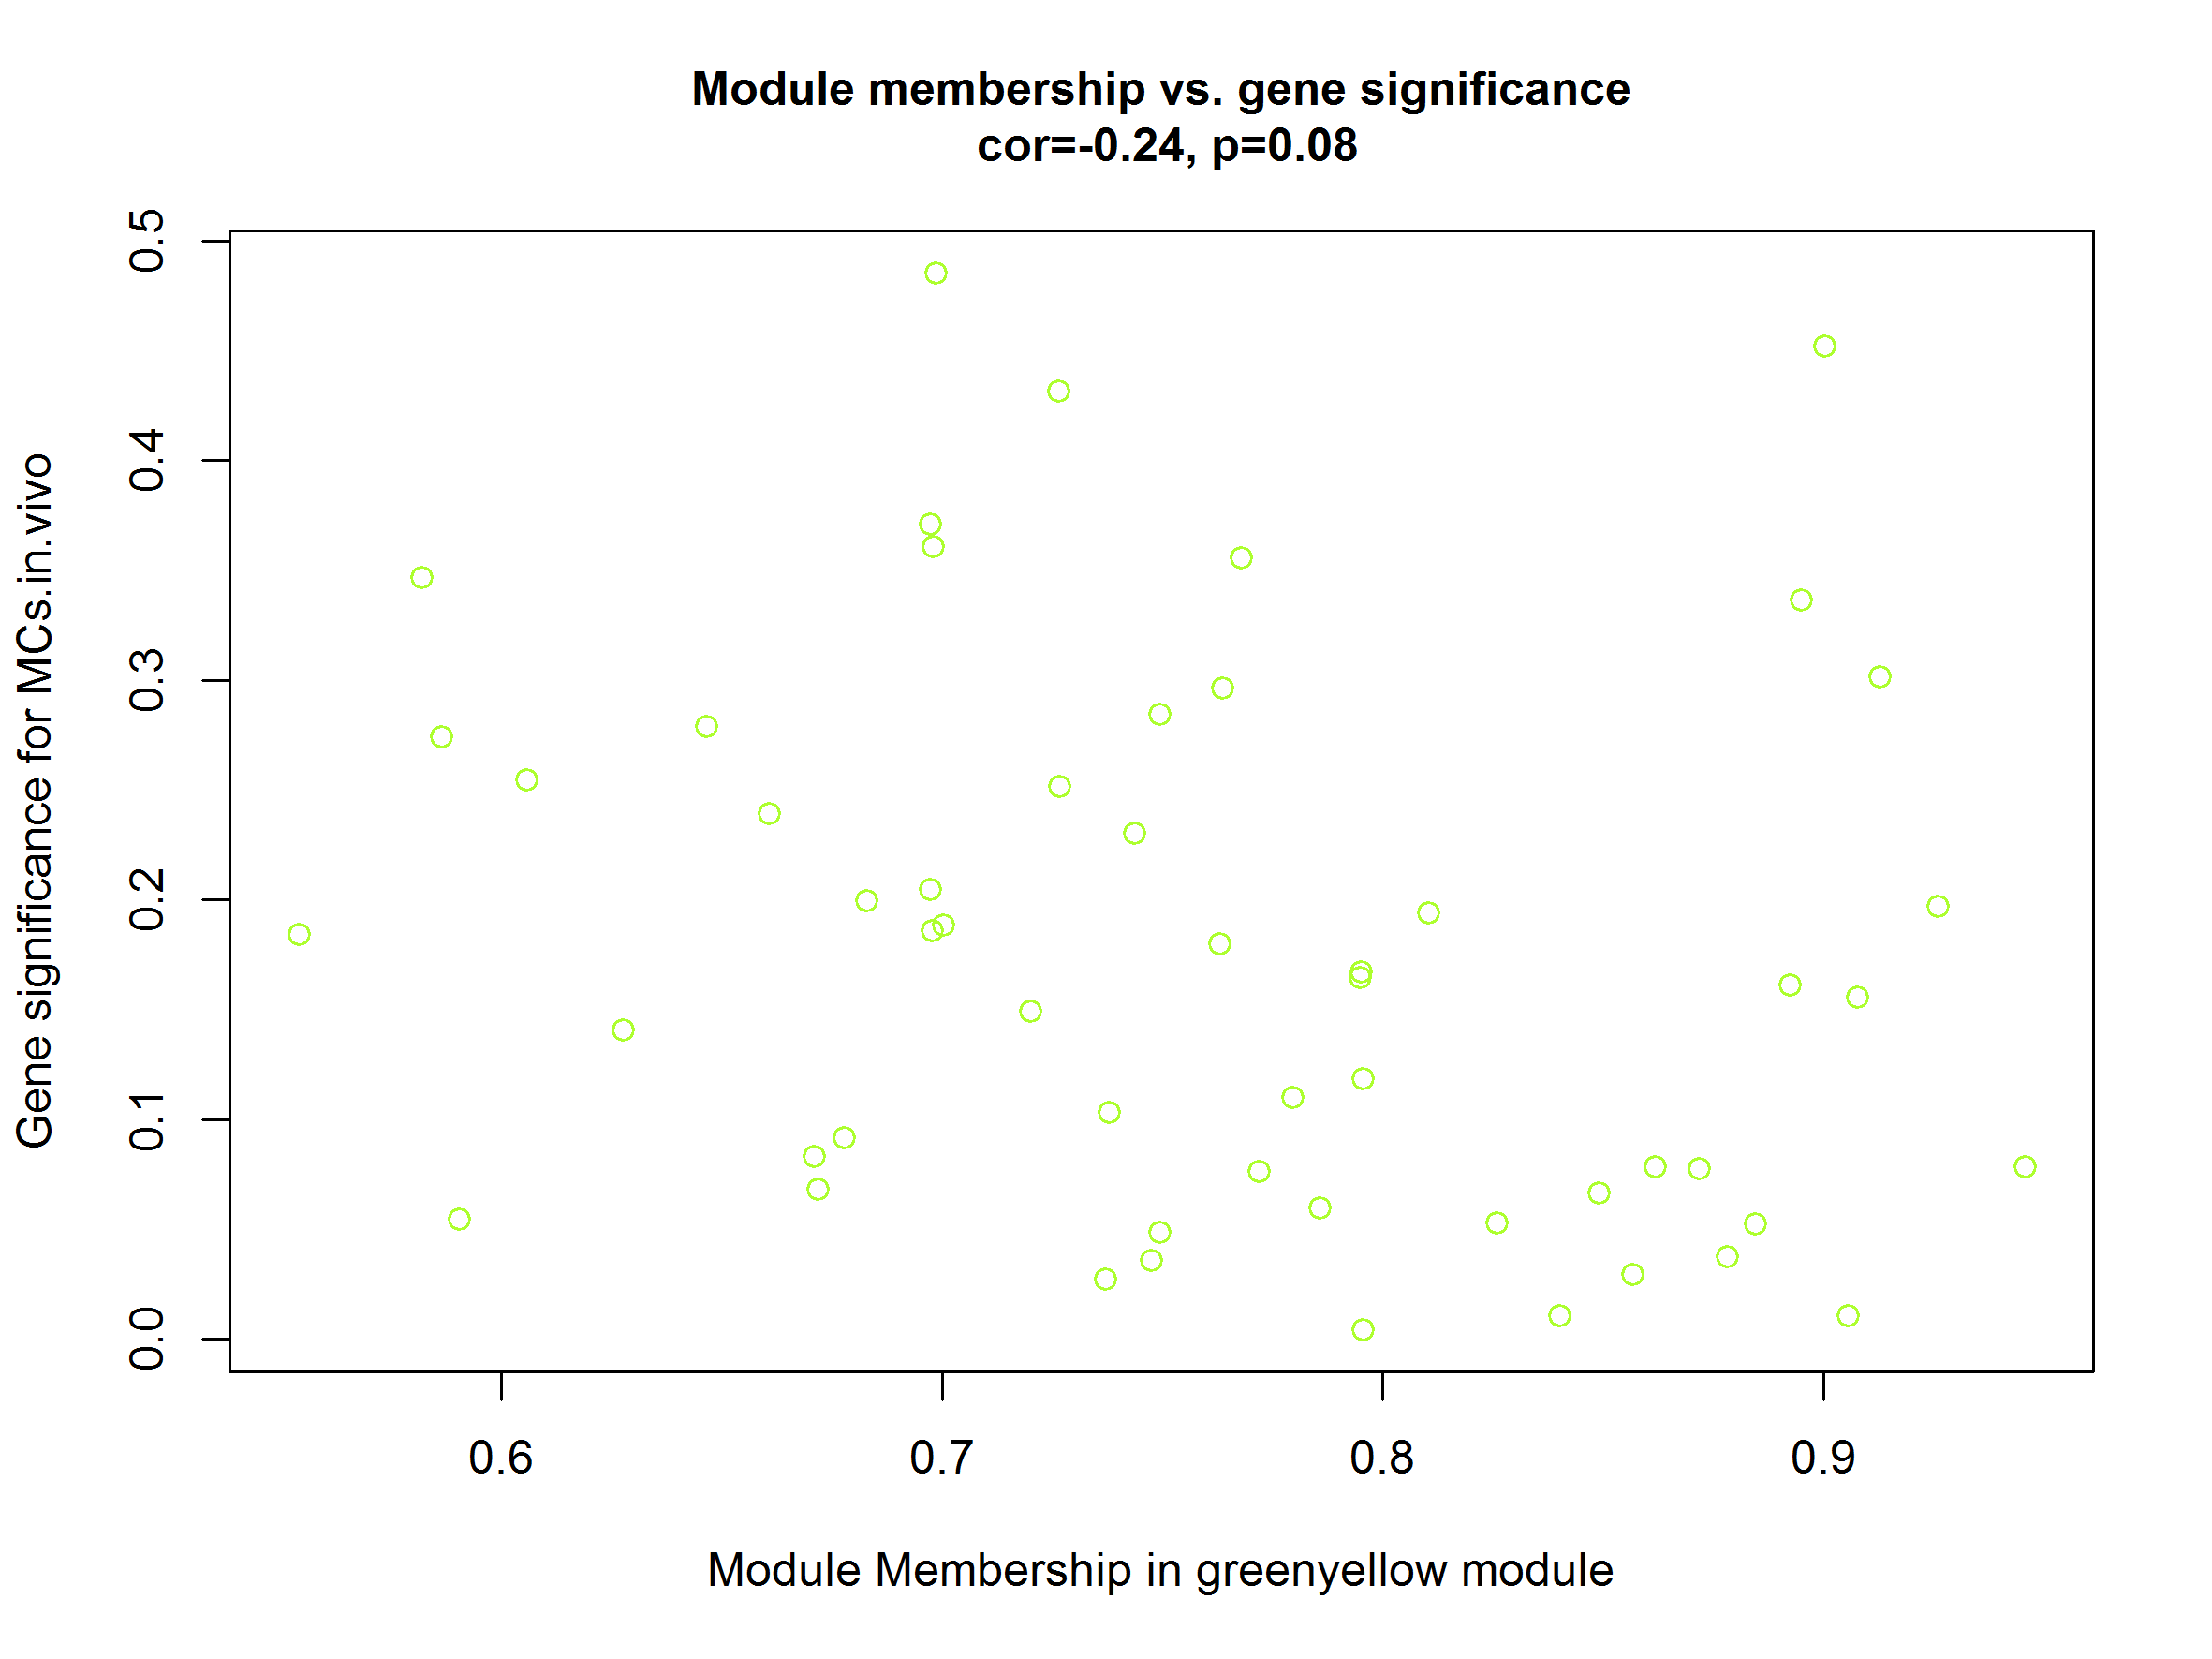 Module membership vs. gene significance
cor=-0.24, p=0.08
Gene significance for MCs.in.vivo
0.5
0.4
0.3
0.2
0.1
0.0
0.6 0.7 0.8 0.9
Module Membership in greenyellow module